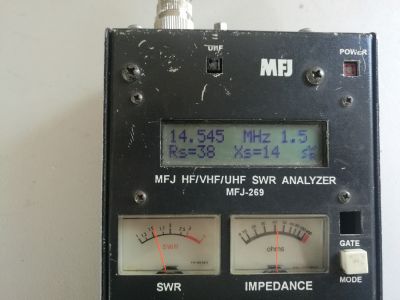 UHF
MFJ
POWER
14.545 MHz 1.5
Rs=38 Xs=14 SWR
MFJ HF/VHF/UHF SWR ANALYZER
MFJ-269
SWR
ohms
GATE
SWR
IMPEDANCE
MODE